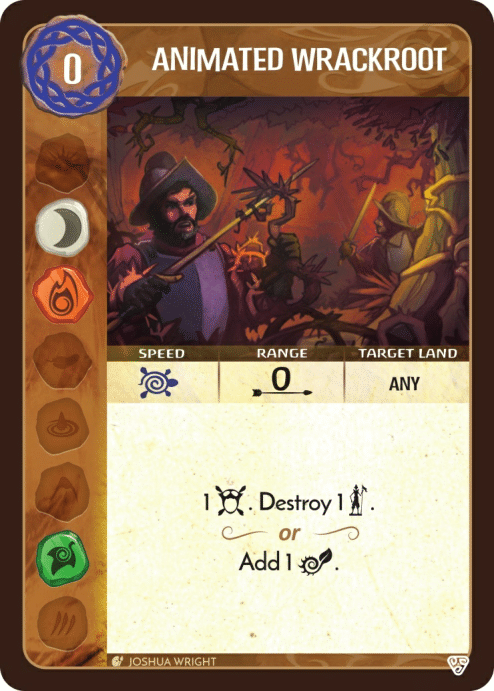 0
ANIMATED WRACKROOT
SPEED RANGE TARGET LAND
0 ANY
1 . Destroy 1 .
or
Add 1 .
JOSHUA WRIGHT